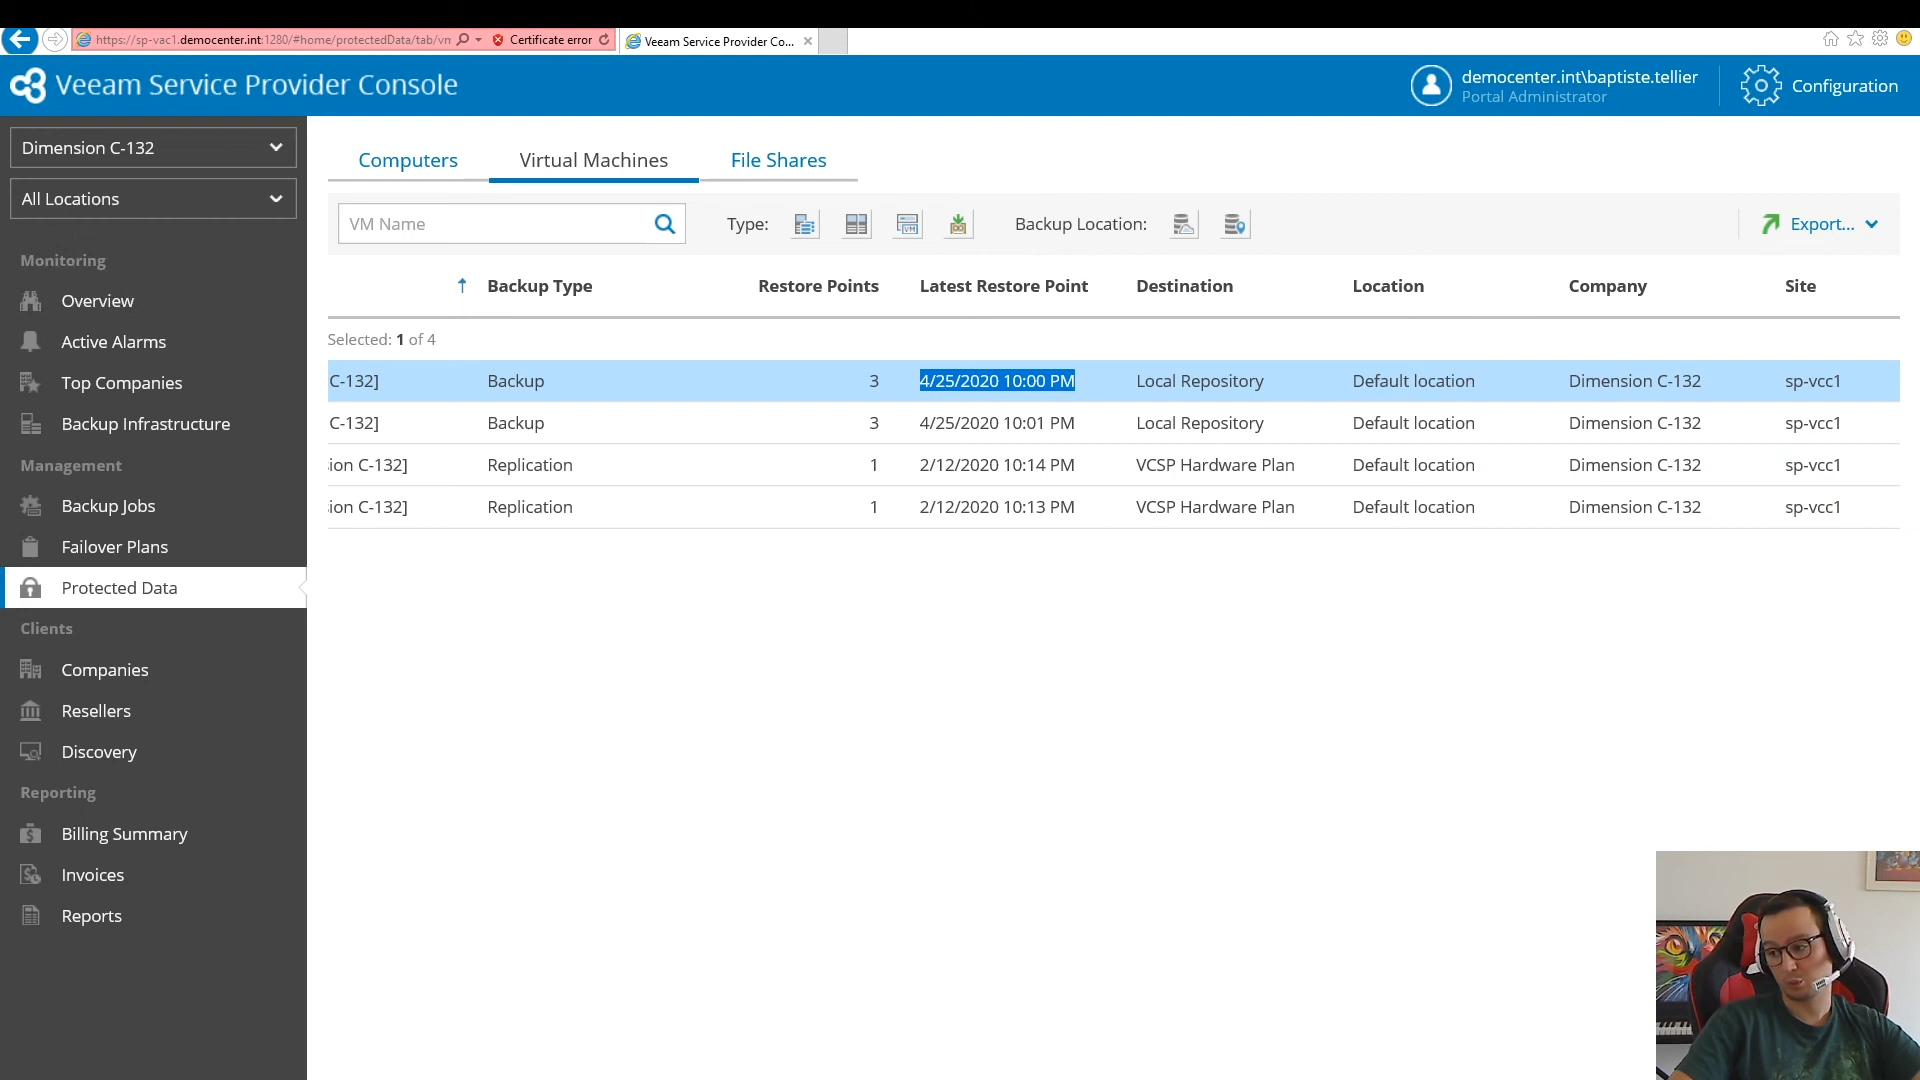 https://sp-vac1.democenter.int:1280/#home/protectedData/tab/vn
Certificate error
Veeam Service Provider Co...
Veeam Service Provider Console
democenter.int\baptiste.tellier
Portal Administrator
Configuration
Dimension C-132
All Locations
Monitoring
Overview
Active Alarms
Top Companies
Backup Infrastructure
Management
Backup Jobs
Failover Plans
Protected Data
Clients
Companies
Resellers
Discovery
Reporting
Billing Summary
Invoices
Reports
Computers Virtual Machines File Shares
VM Name Type: Backup Location: Export...
Backup Type Restore Points Latest Restore Point Destination Location Company Site
Selected: 1 of 4
C-132] Backup 3 4/25/2020 10:00 PM Local Repository Default location Dimension C-132 sp-vcc1
C-132] Backup 3 4/25/2020 10:01 PM Local Repository Default location Dimension C-132 sp-vcc1
ion C-132] Replication 1 2/12/2020 10:14 PM VCSP Hardware Plan Default location Dimension C-132 sp-vcc1
ion C-132] Replication 1 2/12/2020 10:13 PM VCSP Hardware Plan Default location Dimension C-132 sp-vcc1